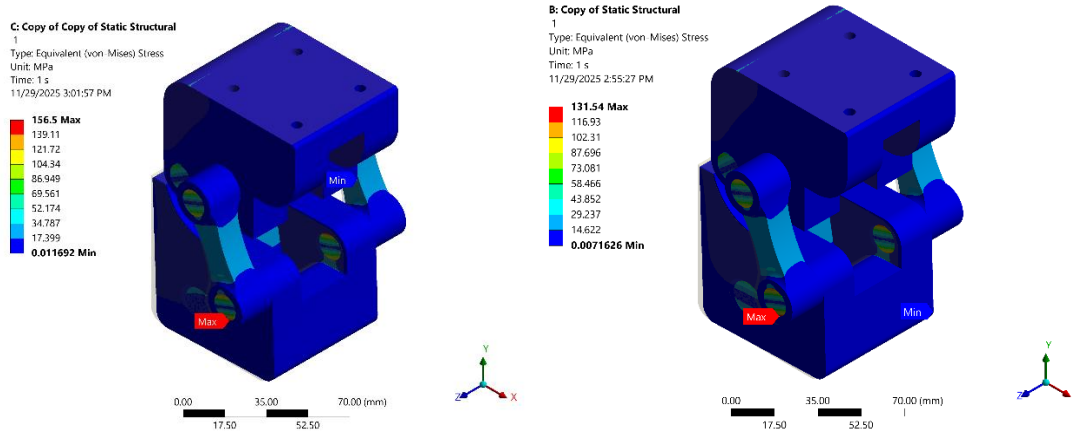 C: Copy of Copy of Static Structural
1
Type: Equivalent (von-Mises) Stress
Unit: MPa
Time: 1 s
11/29/2025 3:01:57 PM
156.5 Max
139.11
121.72
104.34
86.949
69.561
52.174
34.787
17.399
0.011692 Min
Min
Max
Y
Z
X
0.00
35.00
70.00 (mm)
17.50
52.50
B: Copy of Static Structural
1
Type: Equivalent (von-Mises) Stress
Unit: MPa
Time: 1 s
11/29/2025 2:55:27 PM
131.54 Max
116.93
102.31
87.696
73.081
58.466
43.852
29.237
14.622
0.0071626 Min
Max
Min
Y
Z
0.00
35.00
70.00 (mm)
17.50
52.50